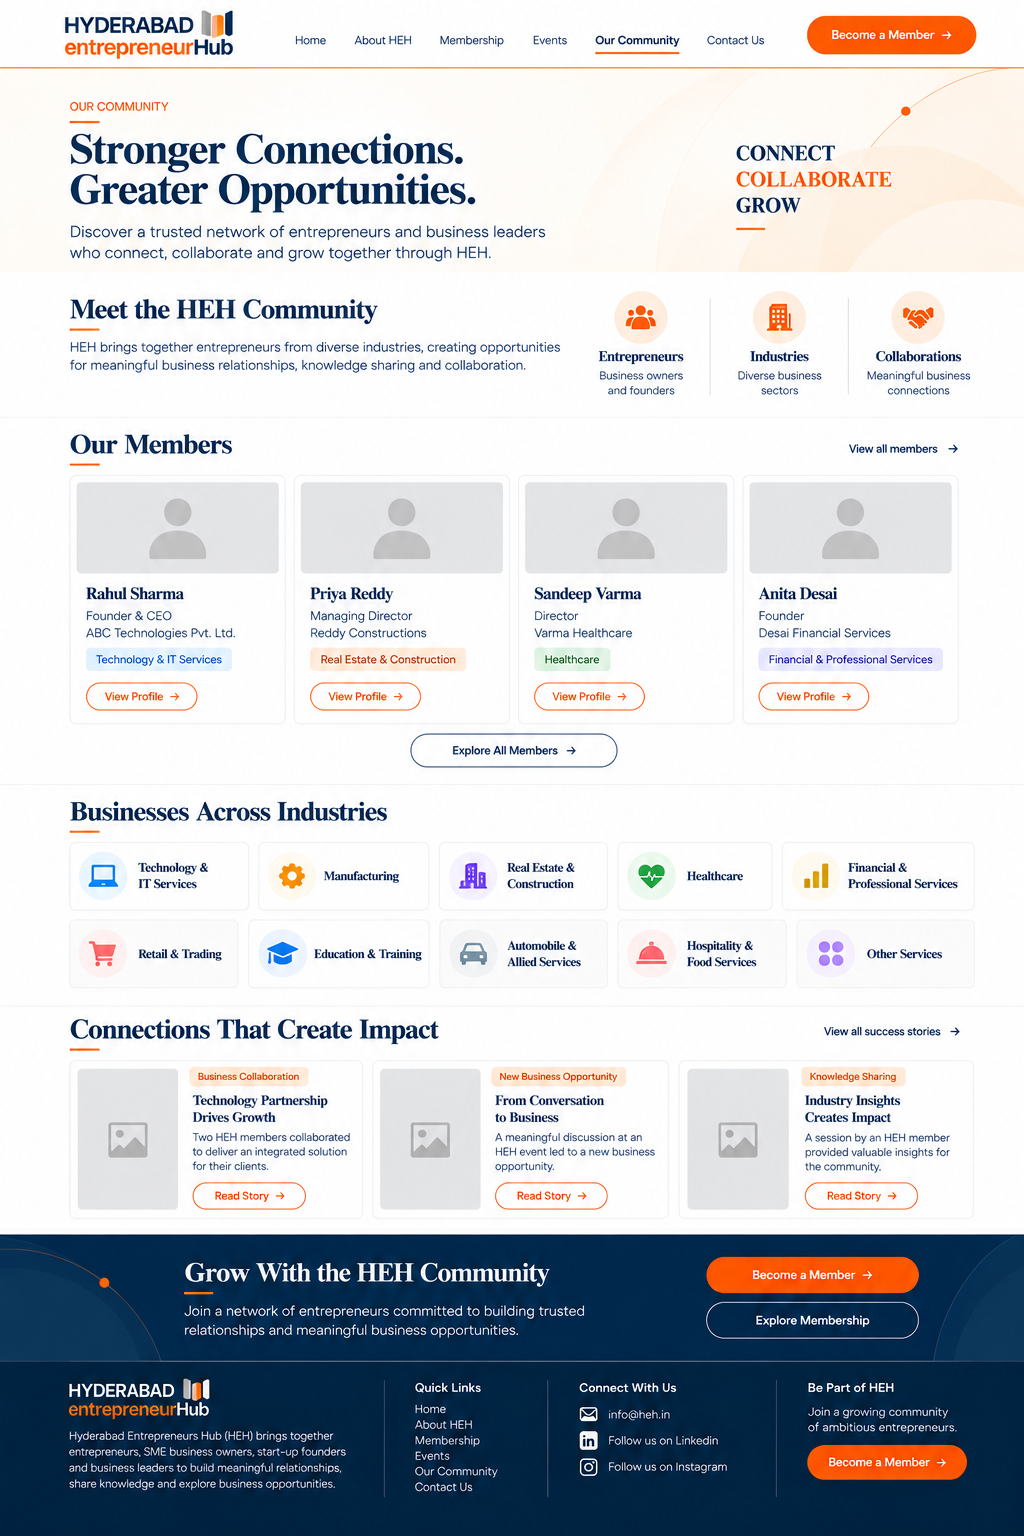 HYDERABAD
entrepreneurHub
Home
About HEH
Membership
Events
Our Community
Contact Us
Become a Member →
OUR COMMUNITY
Stronger Connections.
Greater Opportunities.
Discover a trusted network of entrepreneurs and business leaders
who connect, collaborate and grow together through HEH.
CONNECT
COLLABORATE
GROW
Meet the HEH Community
HEH brings together entrepreneurs from diverse industries, creating opportunities
for meaningful business relationships, knowledge sharing and collaboration.
Entrepreneurs
Business owners
and founders
Industries
Diverse business
sectors
Collaborations
Meaningful business
connections
Our Members
View all members →
Rahul Sharma
Founder & CEO
ABC Technologies Pvt. Ltd.
Technology & IT Services
View Profile →
Priya Reddy
Managing Director
Reddy Constructions
Real Estate & Construction
View Profile →
Sandeep Varma
Director
Varma Healthcare
Healthcare
View Profile →
Anita Desai
Founder
Desai Financial Services
Financial & Professional Services
View Profile →
Explore All Members →
Businesses Across Industries
Technology &
IT Services
Manufacturing
Real Estate &
Construction
Healthcare
Financial &
Professional Services
Retail & Trading
Education & Training
Automobile &
Allied Services
Hospitality &
Food Services
Other Services
Connections That Create Impact
View all success stories →
Business Collaboration
Technology Partnership
Drives Growth
Two HEH members collaborated
to deliver an integrated solution
for their clients.
Read Story →
New Business Opportunity
From Conversation
to Business
A meaningful discussion at an
HEH event led to a new business
opportunity.
Read Story →
Knowledge Sharing
Industry Insights
Creates Impact
A session by an HEH member
provided valuable insights for
the community.
Read Story →
Grow With the HEH Community
Join a network of entrepreneurs committed to building trusted
relationships and meaningful business opportunities.
Become a Member →
Explore Membership
HYDERABAD
entrepreneurHub
Hyderabad Entrepreneurs Hub (HEH) brings together
entrepreneurs, SME business owners, start-up founders
and business leaders to build meaningful relationships,
share knowledge and explore business opportunities.
Quick Links
Home
About HEH
Membership
Events
Our Community
Contact Us
Connect With Us
info@heh.in
in
Follow us on Linkedin
Follow us on Instagram
Be Part of HEH
Join a growing community
of ambitious entrepreneurs.
Become a Member →